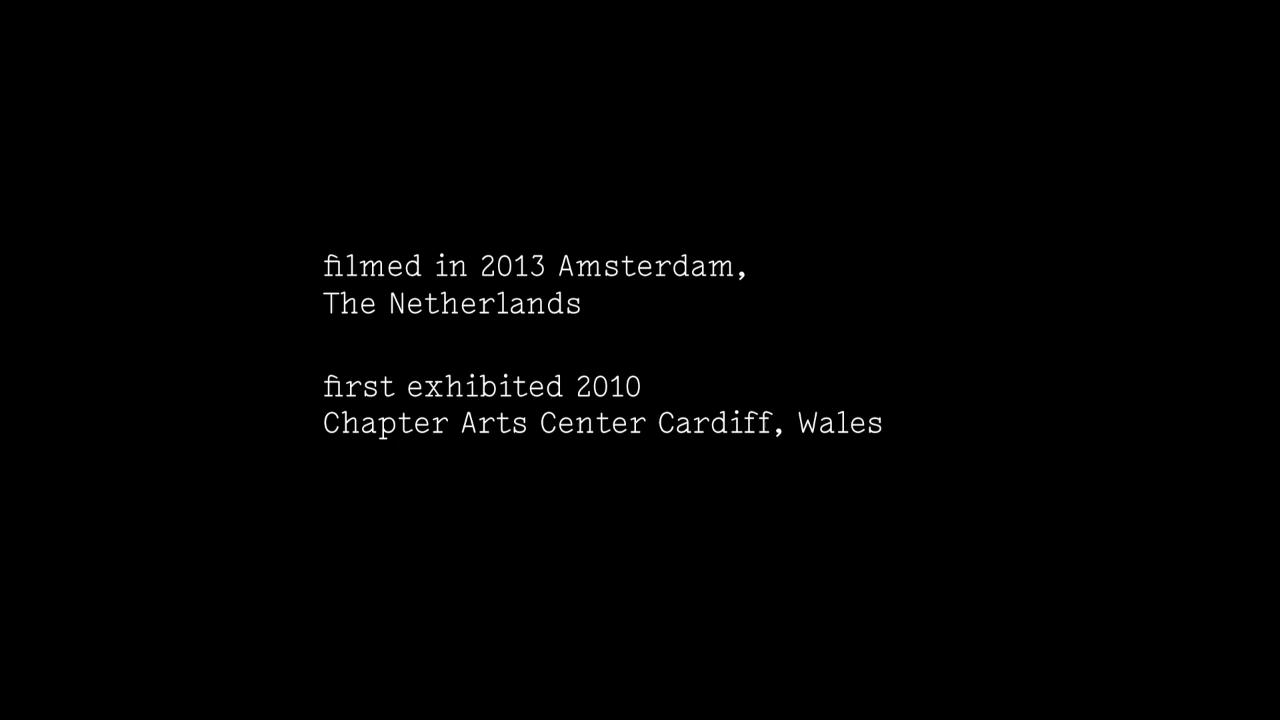 filmed in 2013 Amsterdam,
The Netherlands
first exhibited 2010
Chapter Arts Center Cardiff, Wales